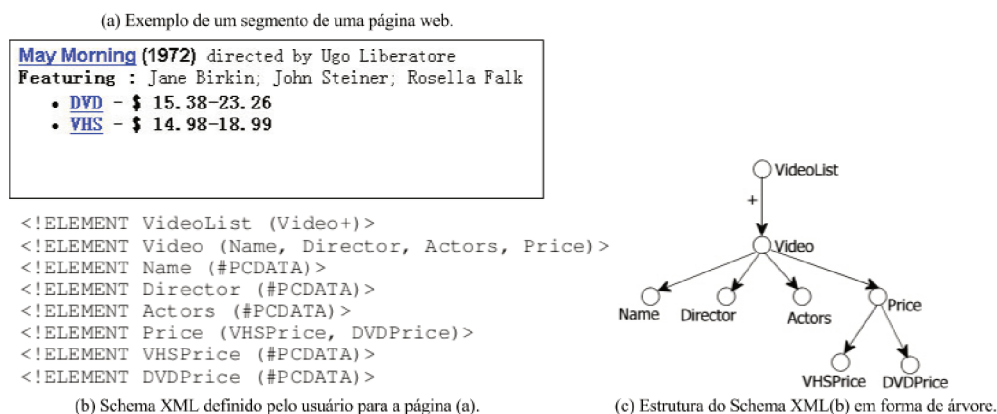 (a) Exemplo de um segmento de uma página web.
May Morning (1972) directed by Ugo Liberatore
Featuring : Jane Birkin; John Steiner; Rosella Falk
• DVD - $ 15.38-23.26
• VHS - $ 14.98-18.99
<!ELEMENT VideoList (Video+)>
<!ELEMENT Video (Name, Director, Actors, Price)>
<!ELEMENT Name (#PCDATA)>
<!ELEMENT Director (#PCDATA)>
<!ELEMENT Actors (#PCDATA)>
<!ELEMENT Price (VHSPrice, DVDPrice)>
<!ELEMENT VHSPrice (#PCDATA)>
<!ELEMENT DVDPrice (#PCDATA)>
(b) Schema XML definido pelo usuário para a página (a).
VideoList
+
Video
Name Director Actors Price
VHSPrice DVDPrice
(c) Estrutura do Schema XML(b) em forma de árvore.